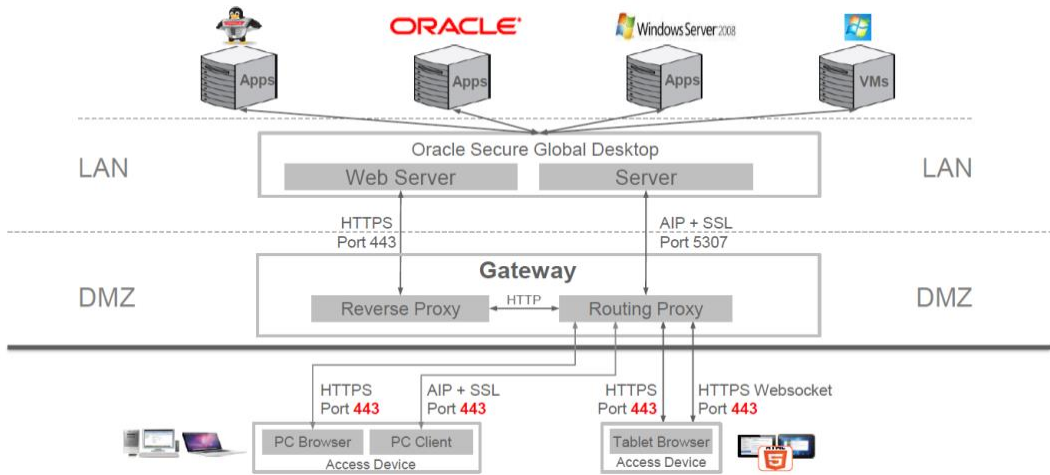 ORACLE
Windows Server 2008
Apps
Apps
Apps
VMs
Oracle Secure Global Desktop
LAN
LAN
Web Server
Server
HTTPS
Port 443
AIP + SSL
Port 5307
Gateway
DMZ
DMZ
Reverse Proxy
HTTP
Routing Proxy
HTTPS
Port 443
AIP + SSL
Port 443
HTTPS
Port 443
HTTPS Websocket
Port 443
PC Browser
PC Client
Access Device
Tablet Browser
Access Device
HTML
5